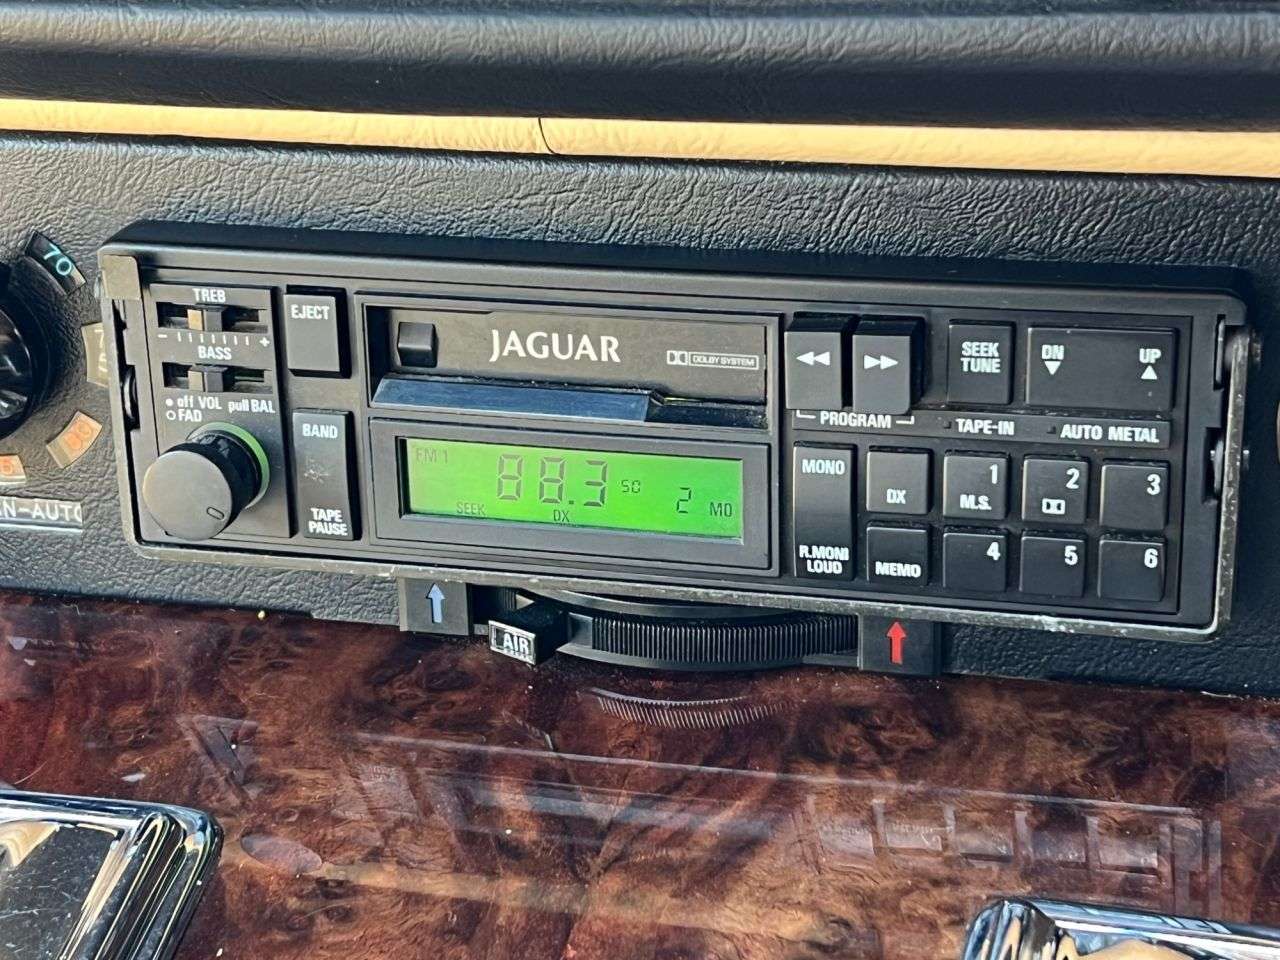 70
TREB
- +
BASS
off VOL pull BAL
FAD
EJECT
JAGUAR
DOLBY SYSTEM
SEEK
TUNE
DN
UP
PROGRAM
TAPE-IN
AUTO METAL
BAND
TAPE
PAUSE
FM 1
88.3 50
2 MO
SEEK
DX
MONO
R.MONI
LOUD
DX
MEMO
1
M.S.
2
3
4
5
6
N-AUTO
AIR